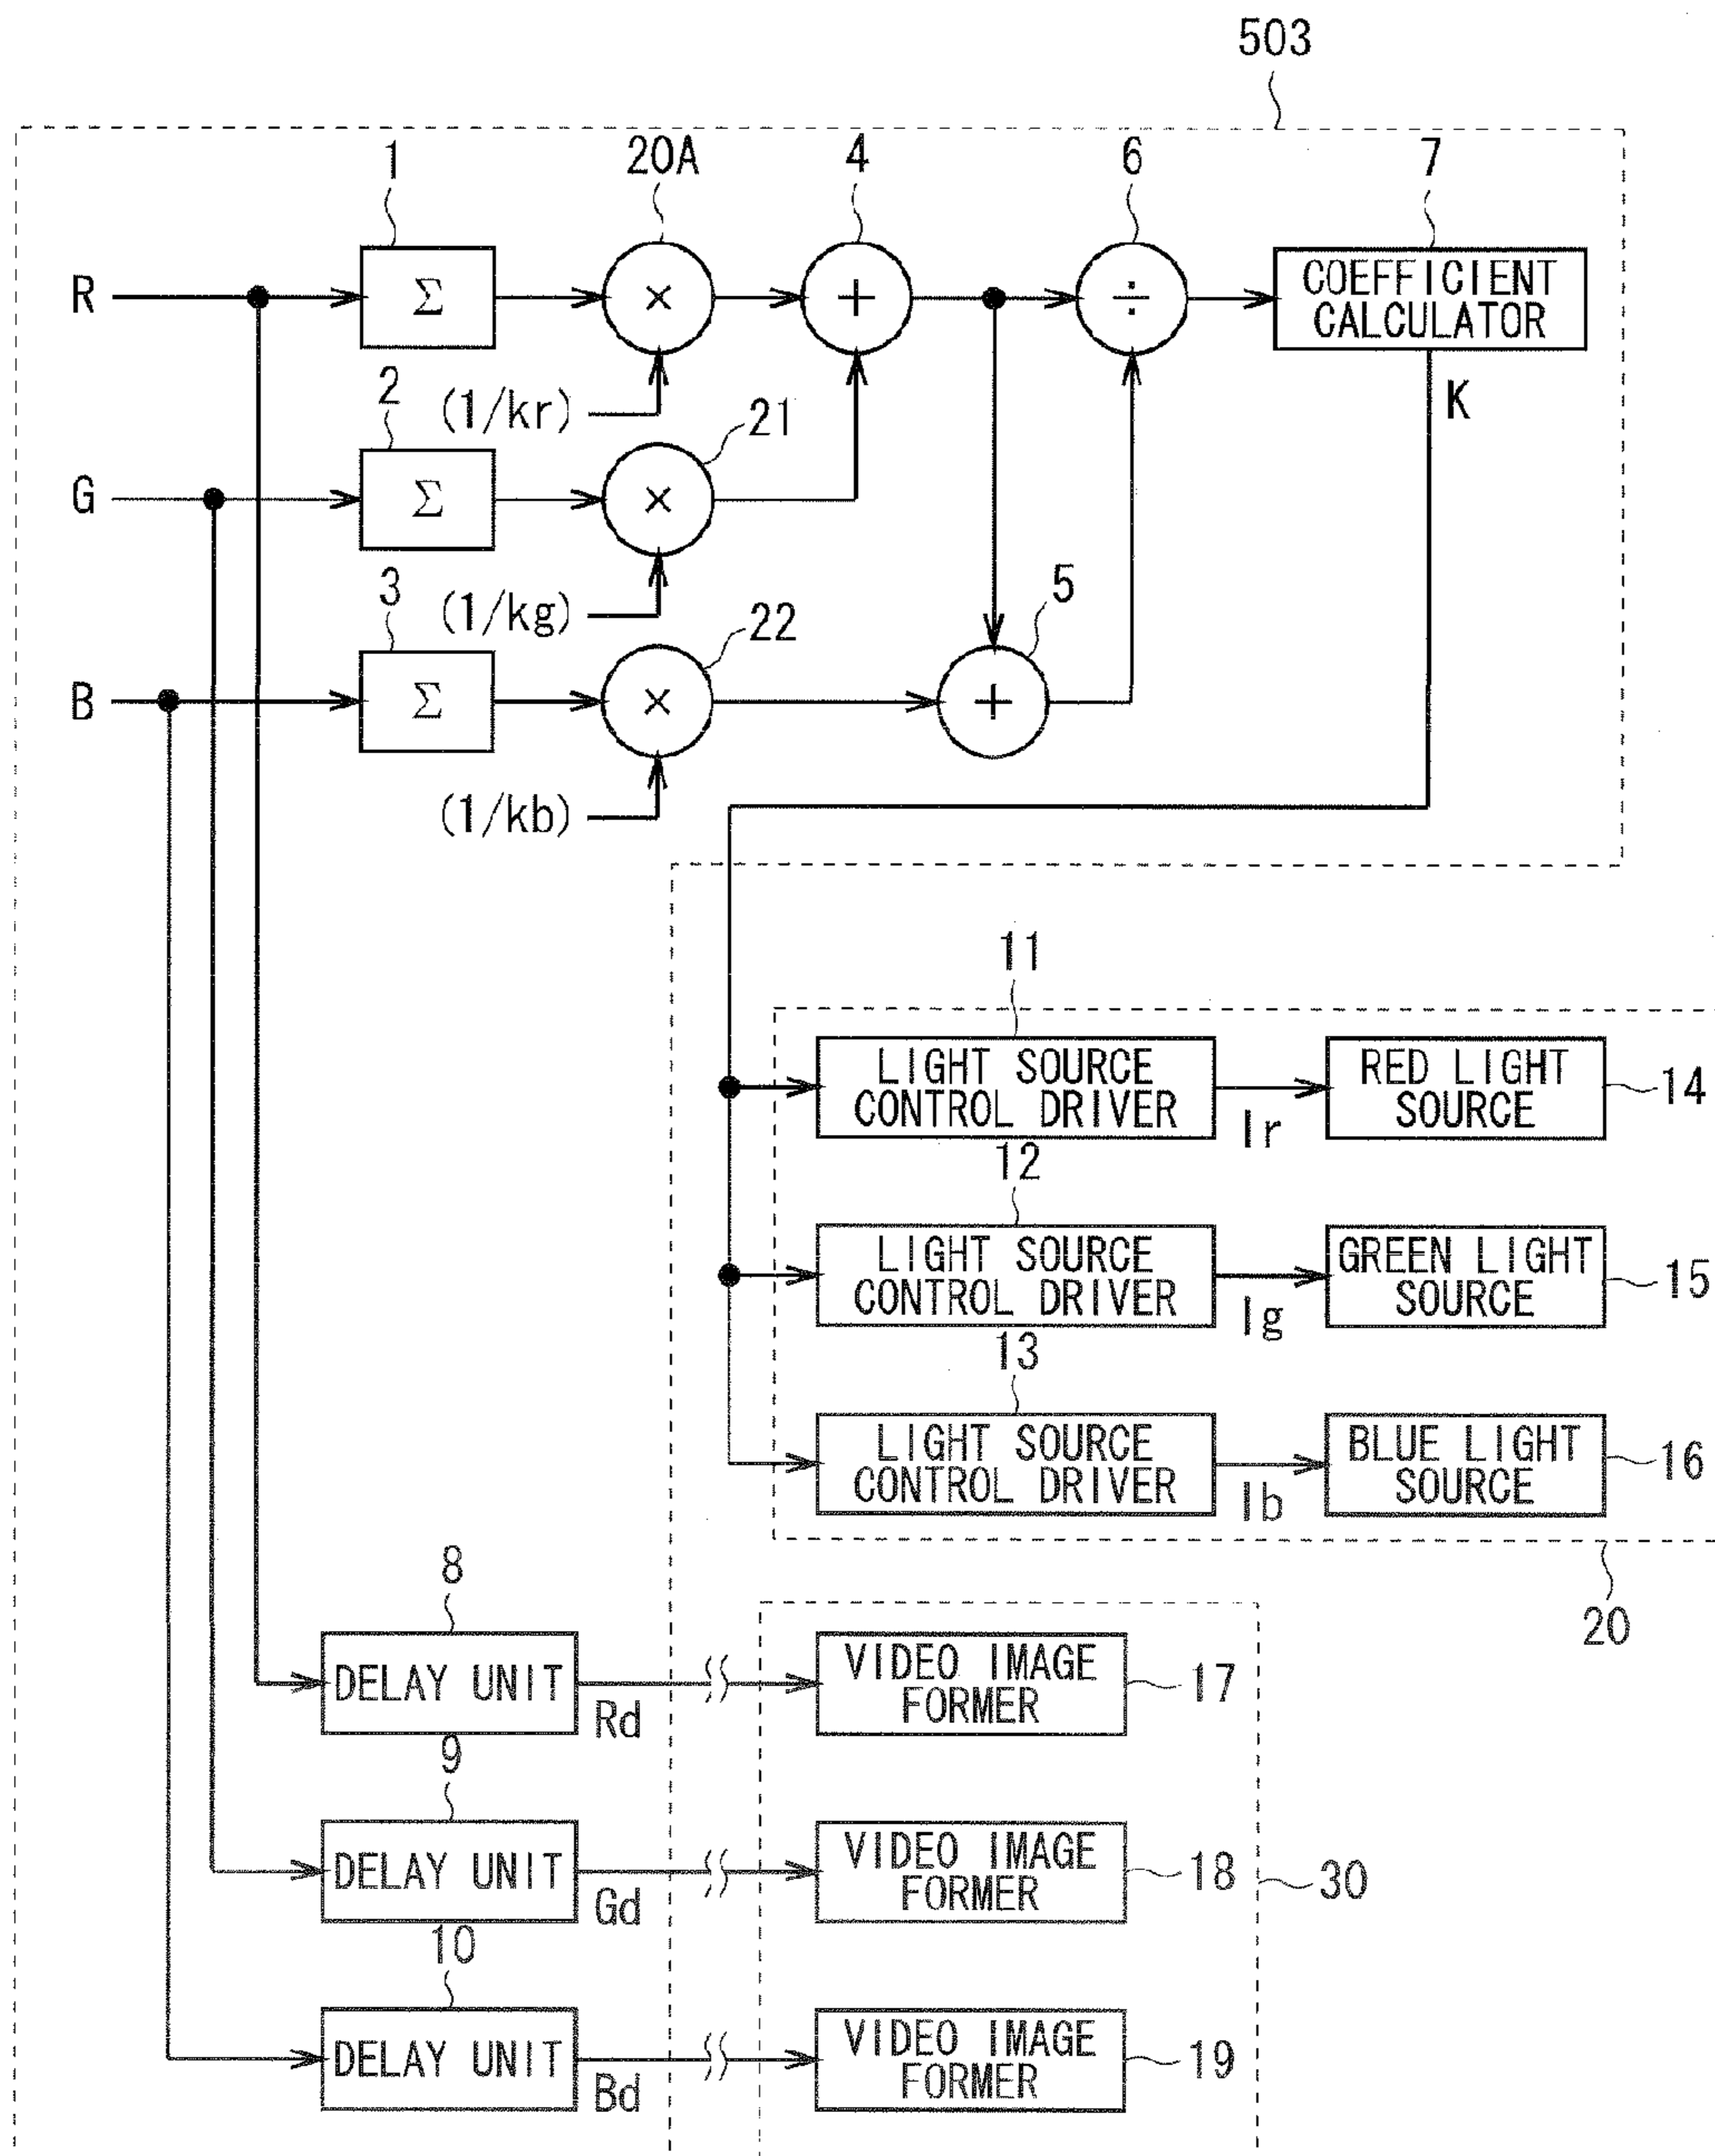 503
1
20A
4
6
7
R
Σ
×
+
÷
COEFFICIENT
CALCULATOR
2
(1/kr)
21
K
G
Σ
×
3
(1/kg)
22
5
B
Σ
×
+
(1/kb)
11
LIGHT SOURCE
CONTROL DRIVER
Ir
RED LIGHT
SOURCE
14
12
LIGHT SOURCE
CONTROL DRIVER
Ig
GREEN LIGHT
SOURCE
15
13
LIGHT SOURCE
CONTROL DRIVER
Ib
BLUE LIGHT
SOURCE
16
20
8
DELAY UNIT
Rd
VIDEO IMAGE
FORMER
17
9
DELAY UNIT
Gd
VIDEO IMAGE
FORMER
18
30
10
DELAY UNIT
Bd
VIDEO IMAGE
FORMER
19